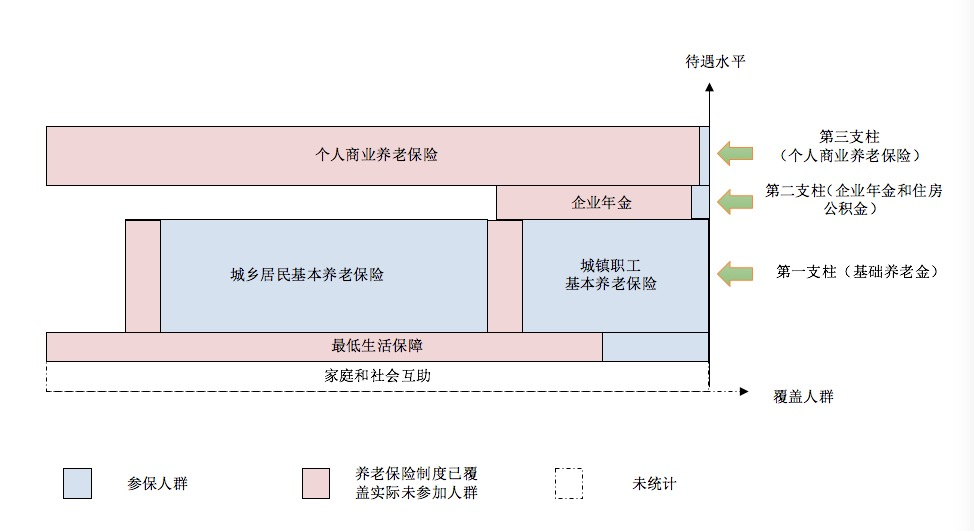 待遇水平
个人商业养老保险
第三支柱
（个人商业养老保险）
企业年金
第二支柱（企业年金和住房
公积金）
城乡居民基本养老保险
城镇职工
基本养老保险
第一支柱（基础养老金）
最低生活保障
家庭和社会互助
覆盖人群
参保人群
养老保险制度已覆
盖实际未参加人群
未统计